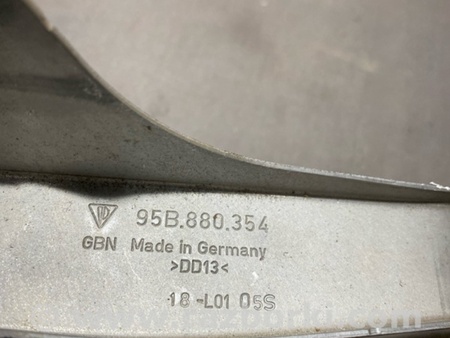 95B.880.354
GBN Made in Germany
>DD13<
18-L01 05S